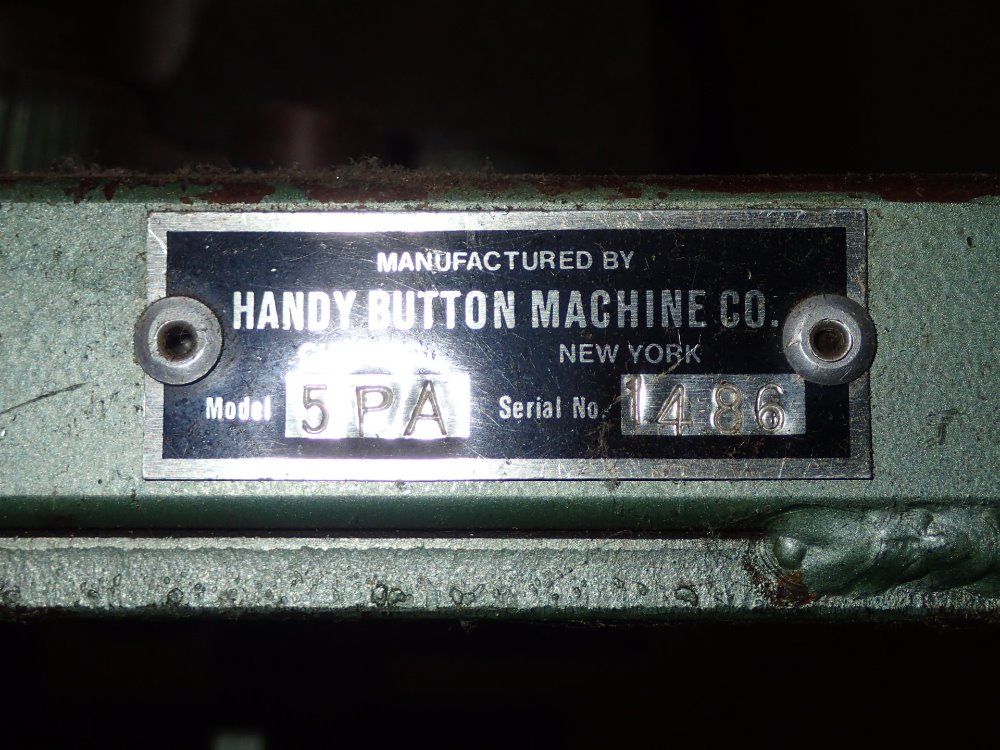 MANUFACTURED BY
HANDY BUTTON MACHINE CO.
NEW YORK
Model 5PA Serial No. 1486